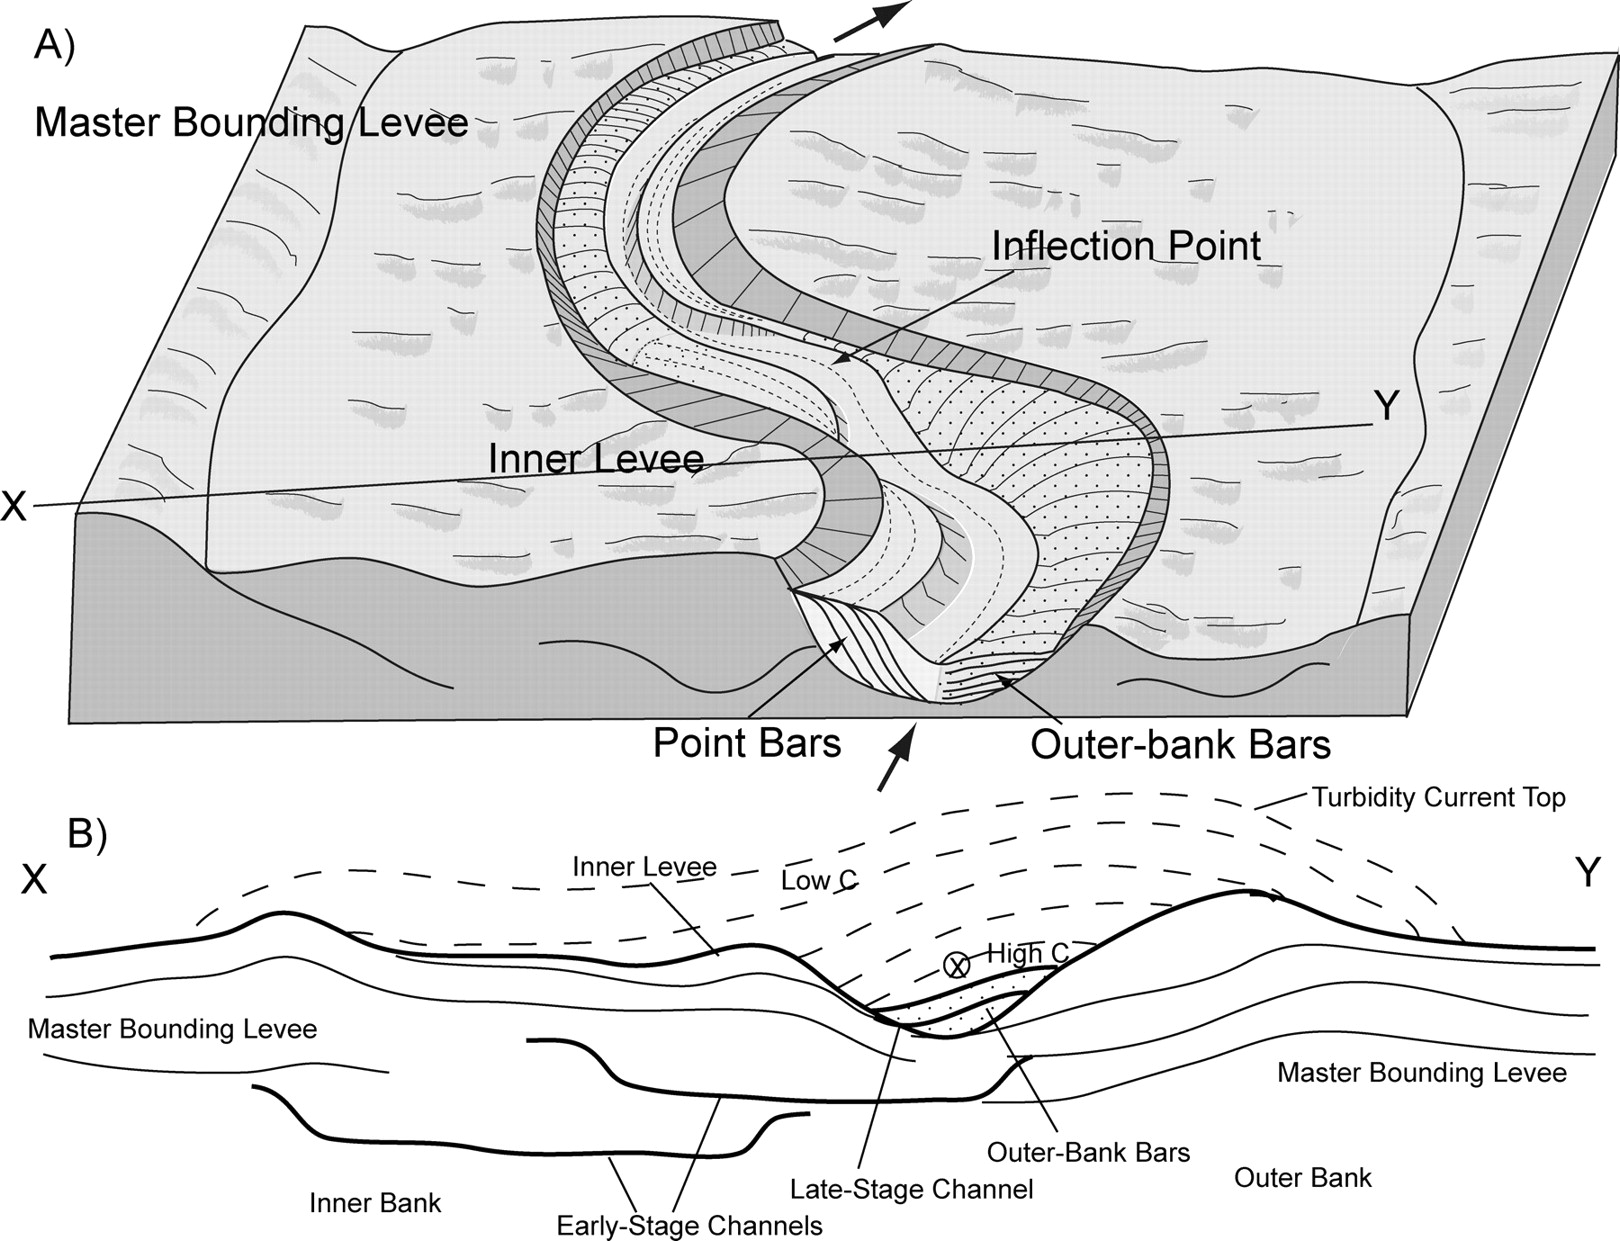 A)
Master Bounding Levee
Inflection Point
Y
Inner Levee
X
Point Bars
Outer-bank Bars
Turbidity Current Top
B)
X
Inner Levee
Low C
Y
High C
X
Master Bounding Levee
Master Bounding Levee
Outer-Bank Bars
Outer Bank
Late-Stage Channel
Inner Bank
Early-Stage Channels